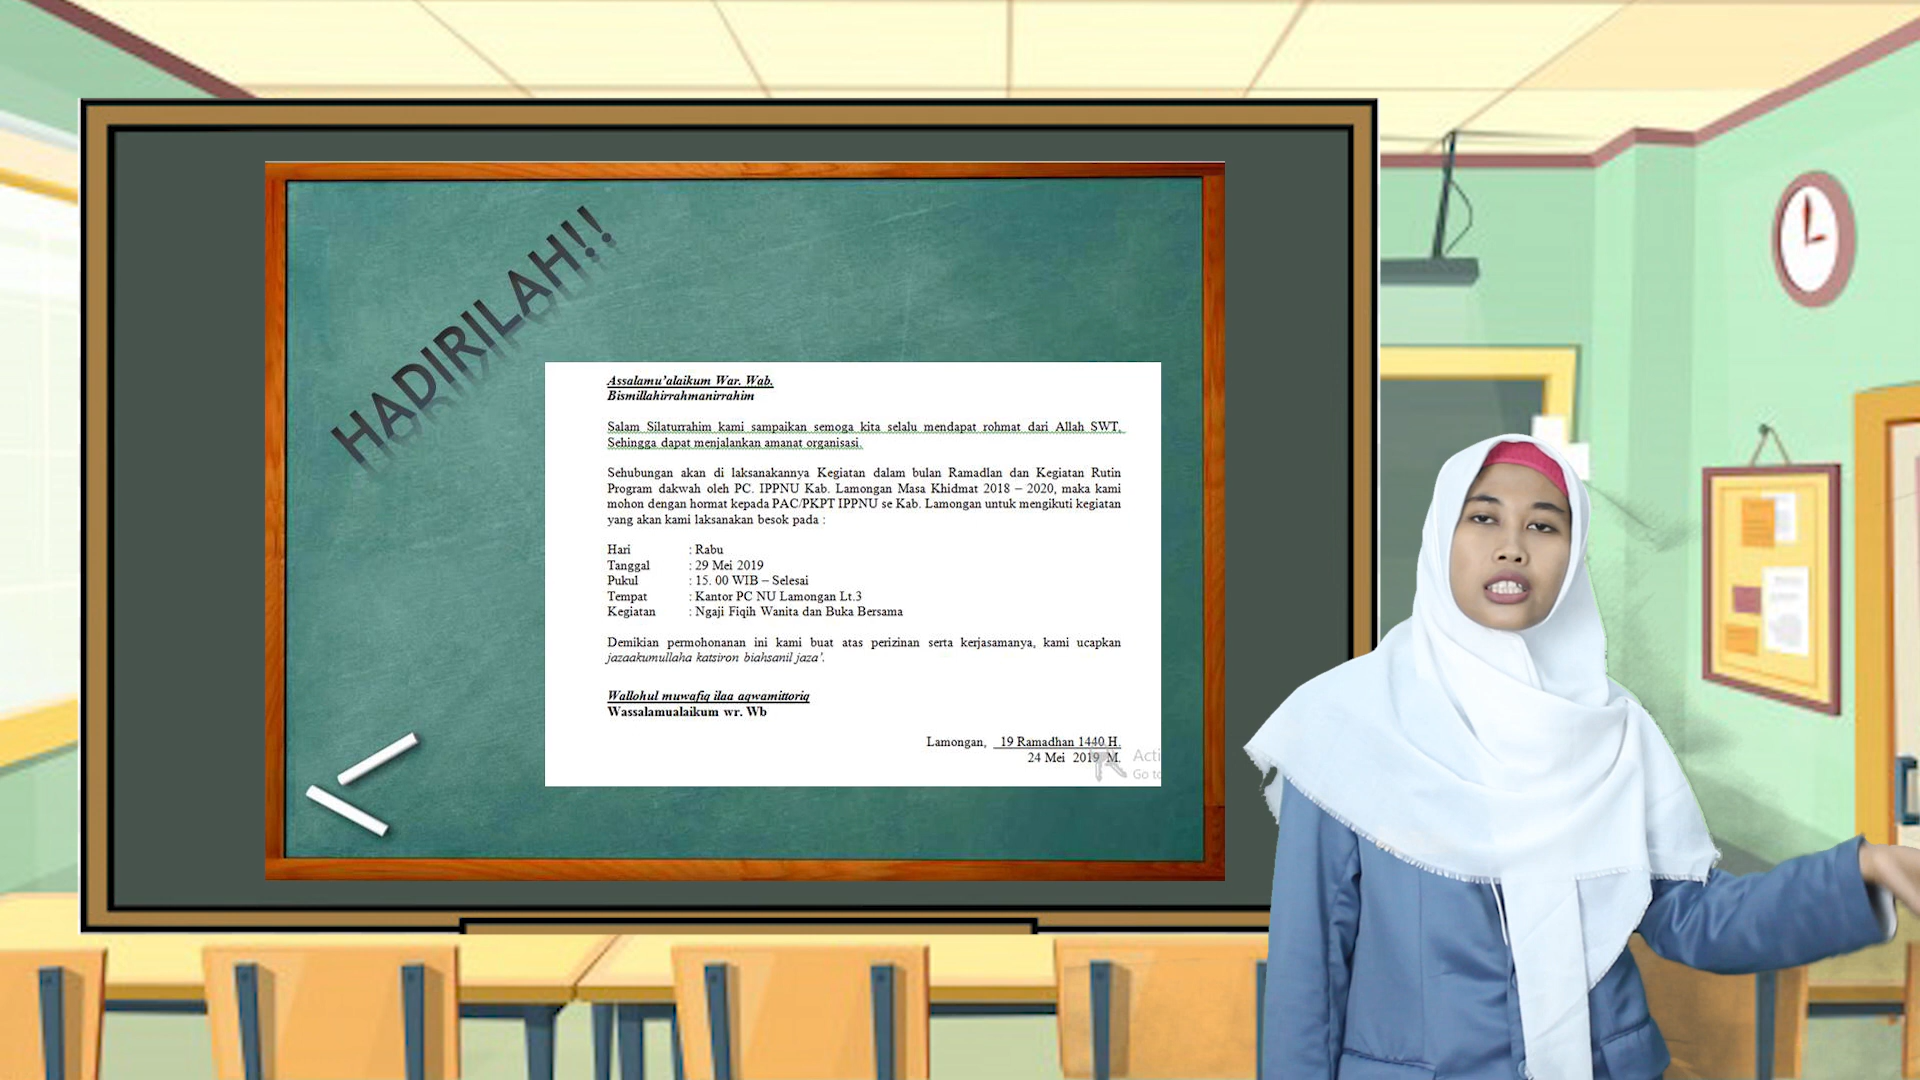 HADIRILAH!!
Assalamu'alaikum War. Wab.
Bismillahirrahmanirrahim
Salam Silaturrahim kami sampaikan semoga kita selalu mendapat rohmat dari Allah SWT,
Sehingga dapat menjalankan amanat organisasi.
Sehubungan akan di laksanakannya Kegiatan dalam bulan Ramadlan dan Kegiatan Rutin
Program dakwah oleh PC. IPPNU Kab. Lamongan Masa Khidmat 2018 – 2020, maka kami
mohon dengan hormat kepada PAC/PKPT IPPNU se Kab. Lamongan untuk mengikuti kegiatan
yang akan kami laksanakan besok pada :
Hari : Rabu
Tanggal : 29 Mei 2019
Pukul : 15. 00 WIB – Selesai
Tempat : Kantor PC NU Lamongan Lt.3
Kegiatan : Ngaji Fiqih Wanita dan Buka Bersama
Demikian permohonanan ini kami buat atas perizinan serta kerjasamanya, kami ucapkan
jazaakumullaha katsiron biahsanil jaza'.
Wallohul muwafiq ilaa aqwamittoriq
Wassalamualaikum wr. Wb
Lamongan, 19 Ramadhan 1440 H.
24 Mei 2019 M.
Acti
Go to